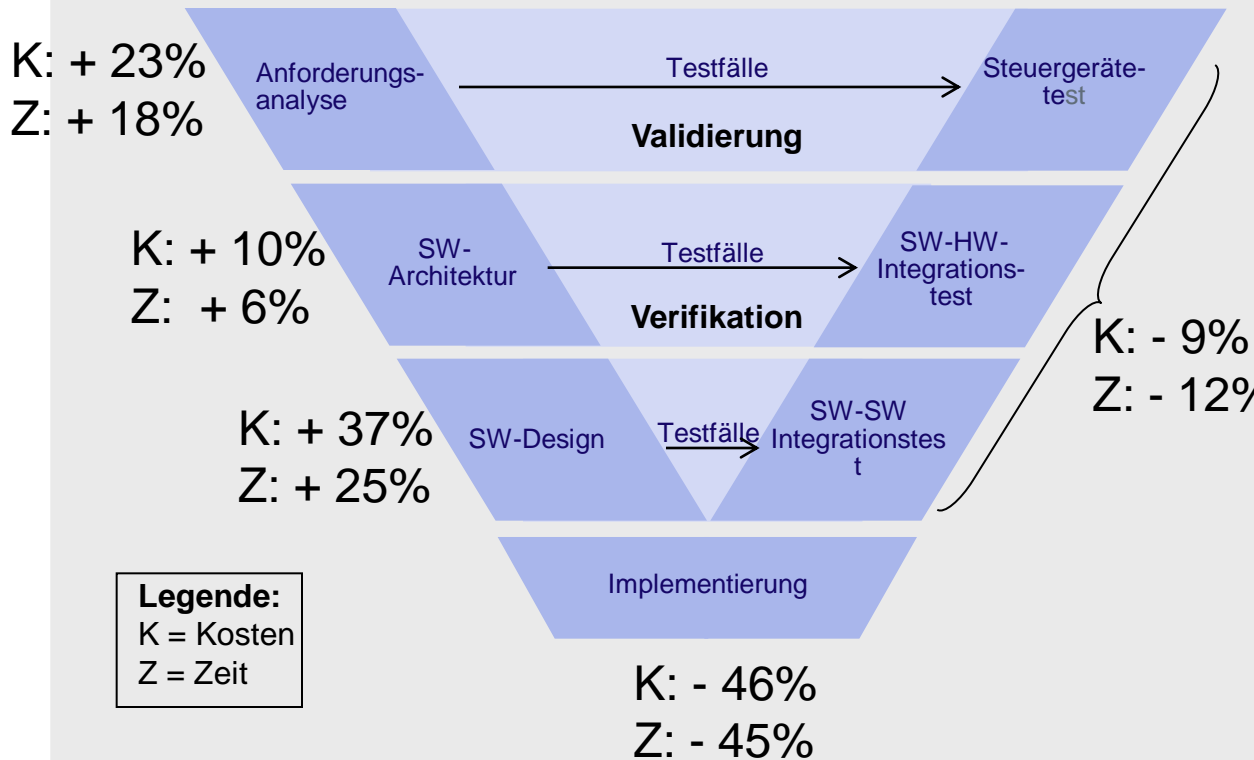 K: + 23%
Z: + 18%
Anforderungs-
analyse
Testfälle
Validierung
Steuergeräte-
test
K: + 10%
Z: + 6%
SW-
Architektur
Testfälle
Verifikation
SW-HW-
Integrations-
test
K: - 9%
Z: - 12%
K: + 37%
Z: + 25%
SW-Design
Testfälle
SW-SW
Integrationstes
t
Implementierung
Legende:
K = Kosten
Z = Zeit
K: - 46%
Z: - 45%